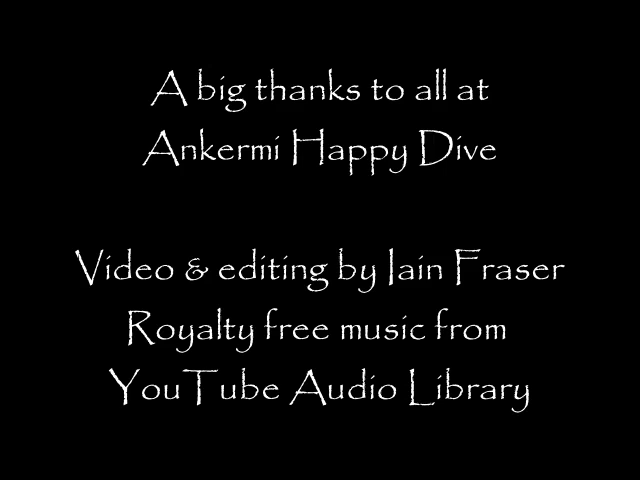 A big thanks to all at
Ankermi Happy Dive
Video & editing by Iain Fraser
Royalty free music from
YouTube Audio Library